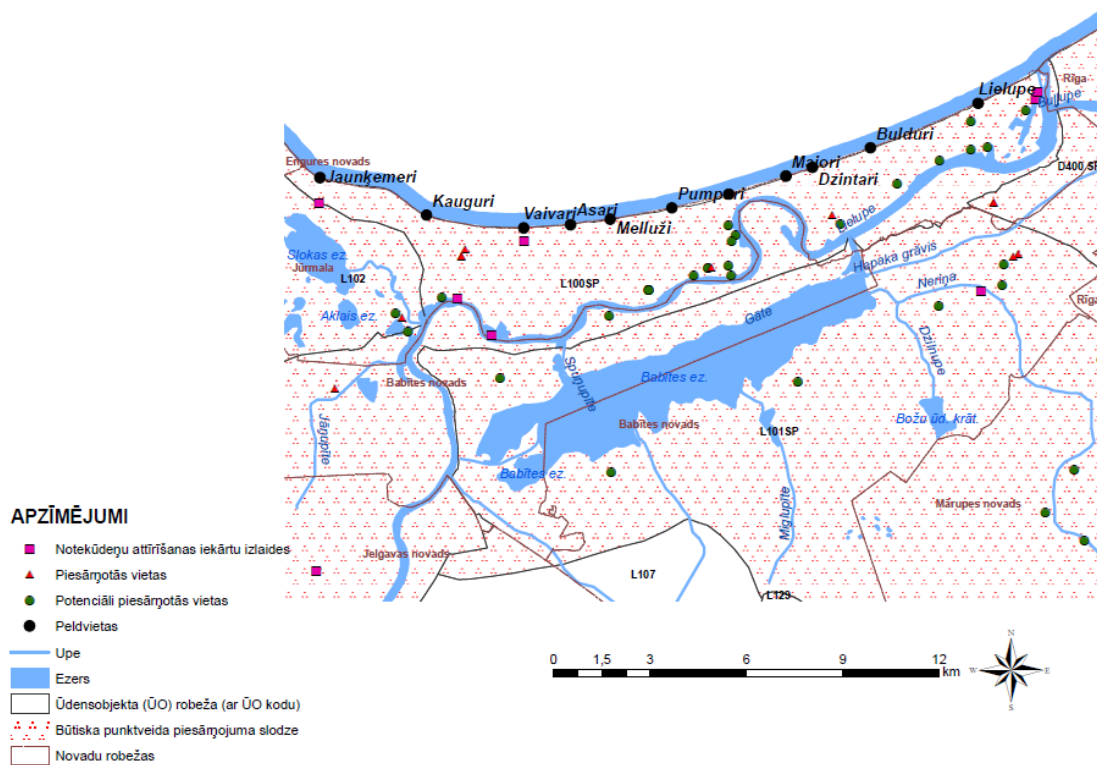 Rīga
Lielupe
Buļļupe
Bulduri
Engures novads
Majori
Jaunķemeri
Dzintari
D400 SP
Pumpuri
Kauguri
Asari
Vaivari
Melluži
Lielupe
Slokas ez.
Hapaka grāvis
Jūrmala
L102
L100SP
Neriņa
Rīga
Aklais ez.
Gāte
Dzilnupe
Spuņupīte
Babītes novads
Babītes ez.
Babītes novads
Božu ūd. krāt.
L101SP
Babītes ez.
Mārupes novads
Miglupīte
Jelgavas novads
L107
L129
APZĪMĒJUMI
Notekūdeņu attīrīšanas iekārtu izlaides
Piesārņotās vietas
Potenciāli piesārņotās vietas
Peldvietas
Upe
Ezers
Ūdensobjekta (ŪO) robeža (ar ŪO kodu)
Būtiska punktveida piesārņojuma slodze
Novadu robežas
0 1,5 3 6 9 12
km
N
W E
S